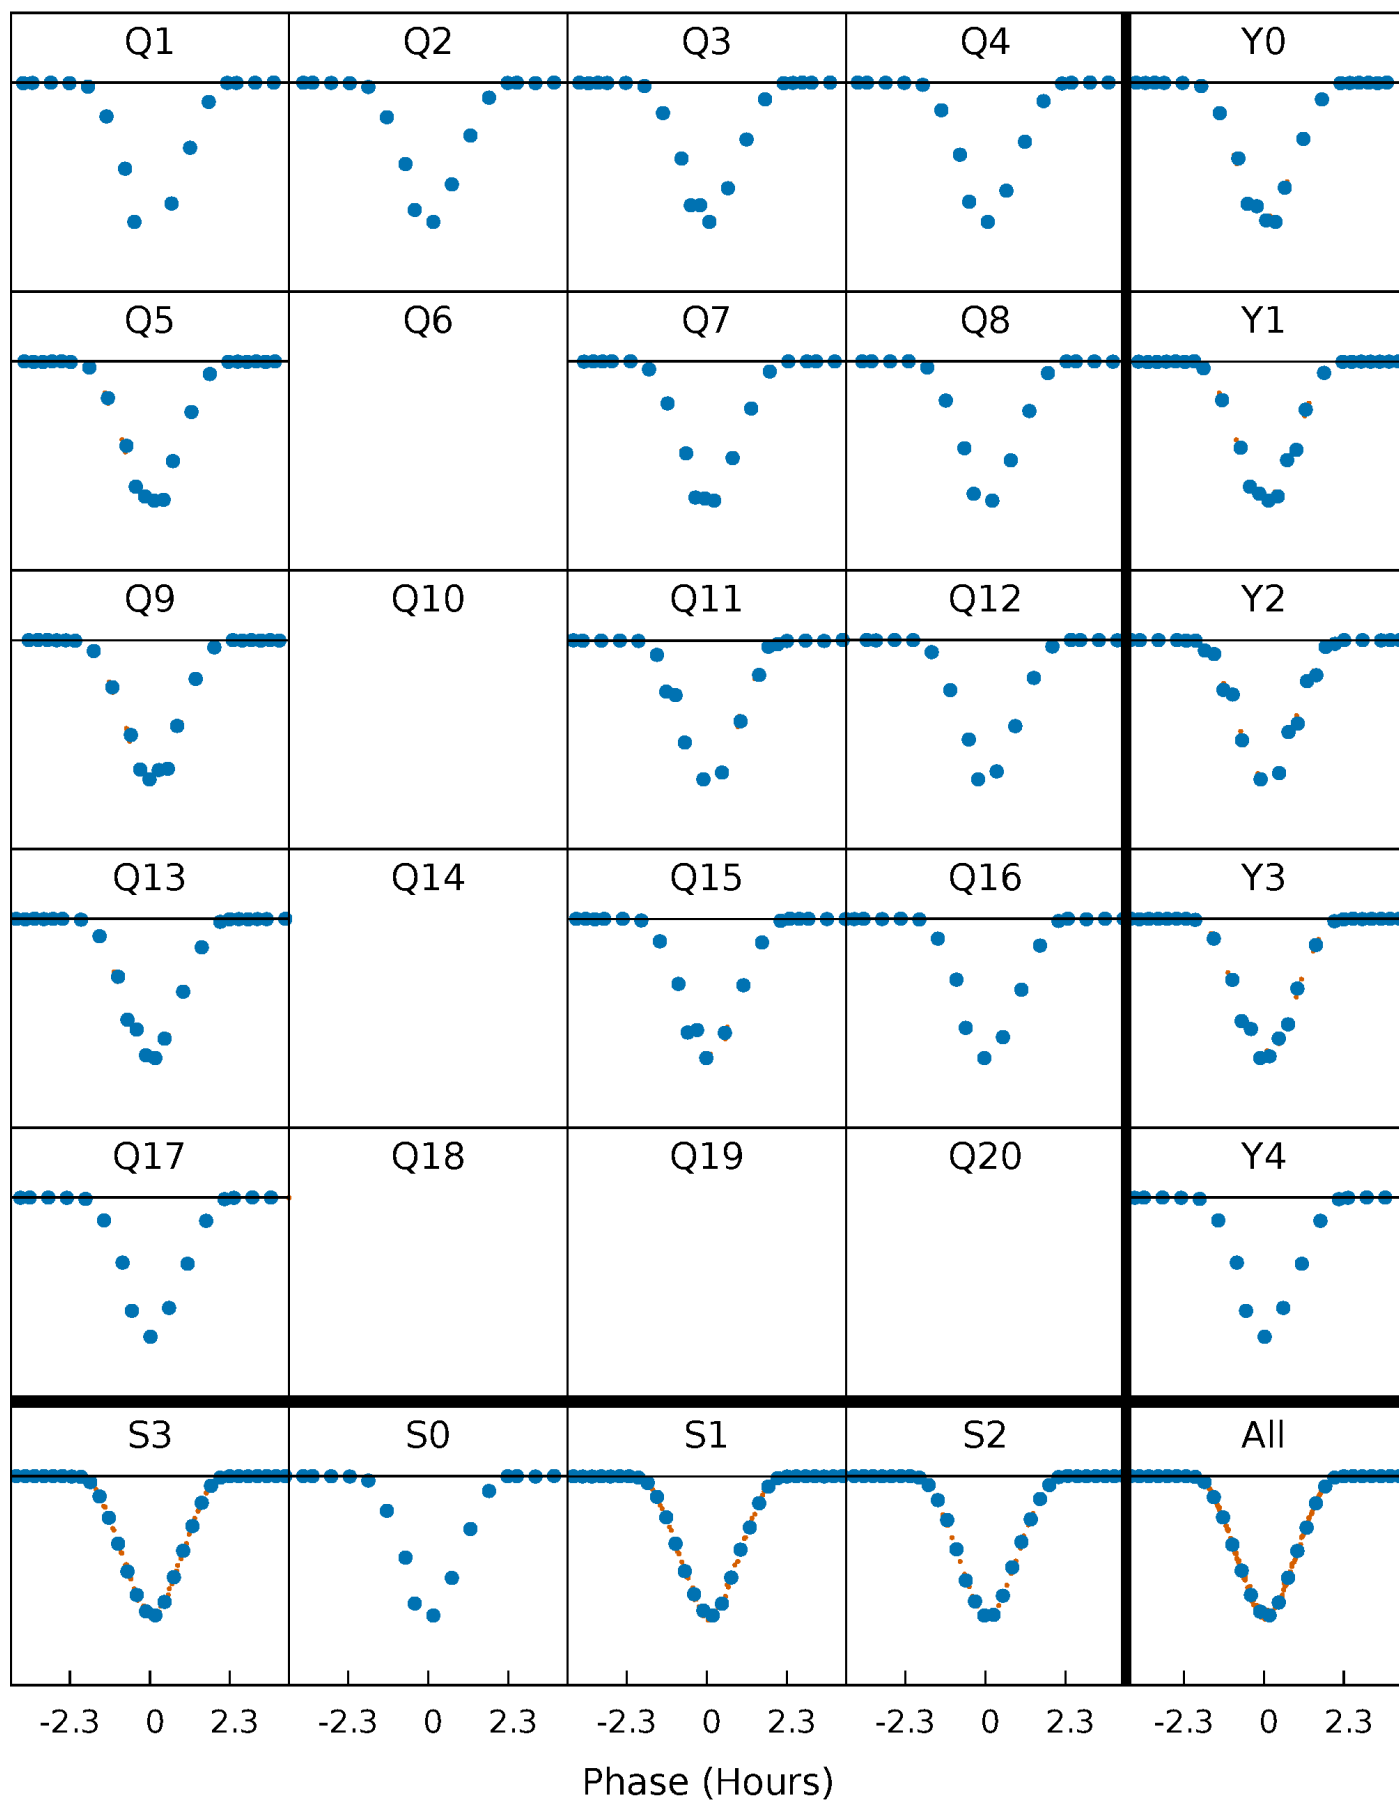 Q1 Q2 Q3 Q4 Y0
Q5 Q6 Q7 Q8 Y1
Q9 Q10 Q11 Q12 Y2
Q13 Q14 Q15 Q16 Y3
Q17 Q18 Q19 Q20 Y4
S3 S0 S1 S2 All
-2.3 0 2.3 -2.3 0 2.3 -2.3 0 2.3 -2.3 0 2.3 -2.3 0 2.3
Phase (Hours)